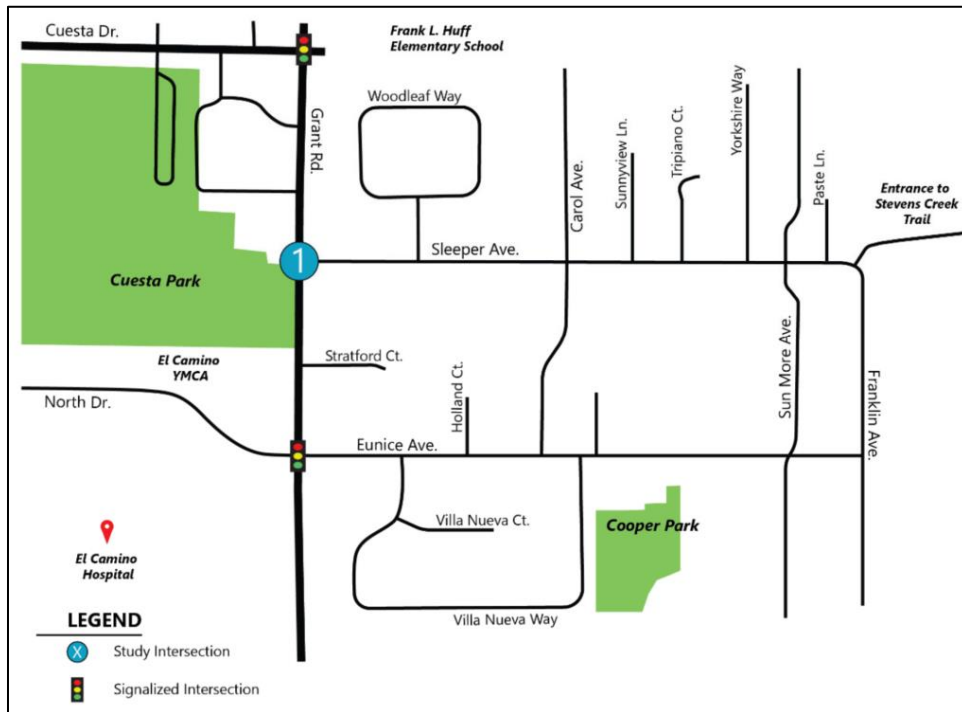 Cuesta Dr.
Frank L. Huff
Elementary School
Woodleaf Way
Grant Rd.
Carol Ave.
Sunnyview Ln.
Tripiano Ct.
Yorkshire Way
Paste Ln.
Entrance to
Stevens Creek
Trail
1
Sleeper Ave.
Cuesta Park
El Camino
YMCA
Stratford Ct.
Holland Ct.
Sun More Ave.
Franklin Ave.
North Dr.
Eunice Ave.
Villa Nueva Ct.
Cooper Park
El Camino
Hospital
Villa Nueva Way
LEGEND
X Study Intersection
Signalized Intersection